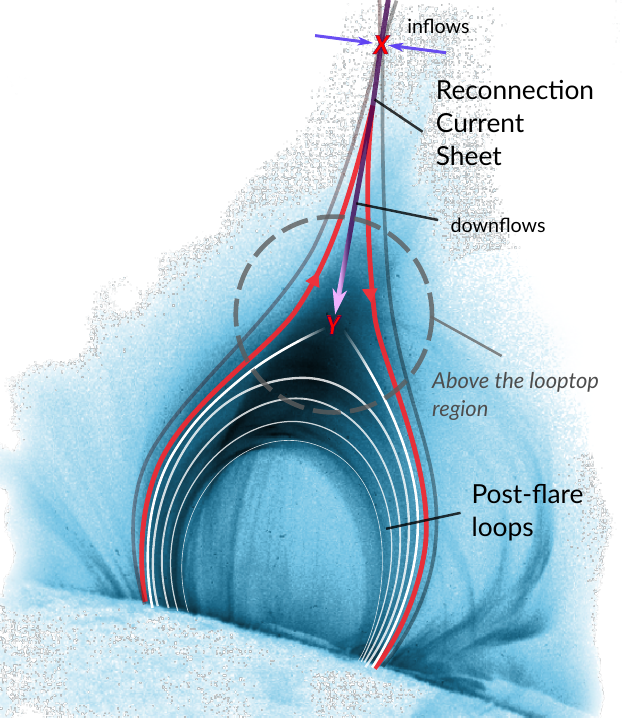 inflows
X
Reconnection
Current
Sheet
downflows
Y
Above the looptop
region
Post-flare
loops